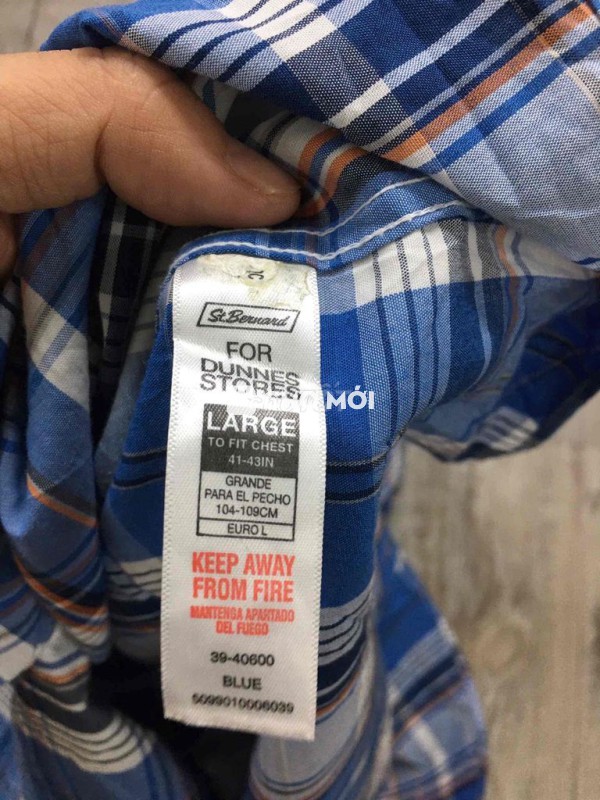 St. Bernard
FOR
DUNNES
STORES
MỚI
LARGE
TO FIT CHEST
41-43IN
GRANDE
PARA EL PECHO
104-109CM
EURO L
KEEP AWAY
FROM FIRE
MANTENGA APARTADO
DEL FUEGO
39-40600
BLUE
5099010006039